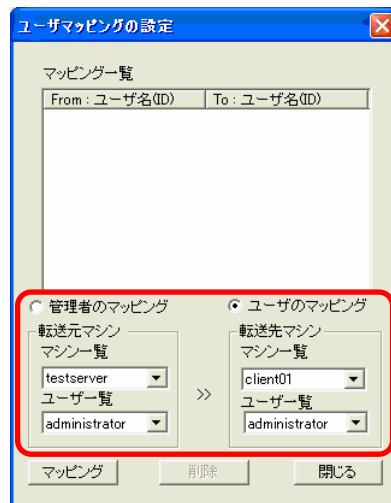 ユーザマッピングの設定
マッピング一覧
From : ユーザ名(ID) To : ユーザ名(ID)
管理者のマッピング ユーザのマッピング
転送元マシン 転送先マシン
マシン一覧 マシン一覧
testserver >> client01
ユーザー覧 ユーザー覧
administrator administrator
マッピング 削除 閉じる